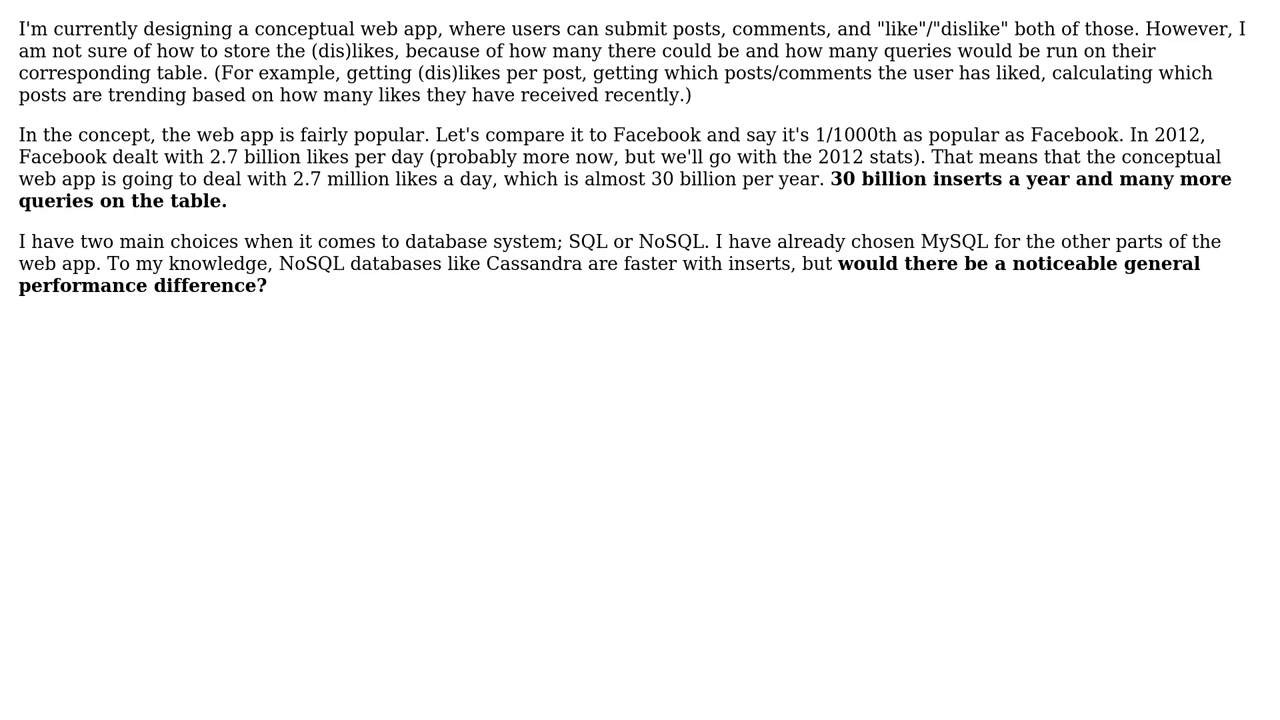 I'm currently designing a conceptual web app, where users can submit posts, comments, and "like"/"dislike" both of those. However, I
am not sure of how to store the (dis)likes, because of how many there could be and how many queries would be run on their
corresponding table. (For example, getting (dis)likes per post, getting which posts/comments the user has liked, calculating which
posts are trending based on how many likes they have received recently.)
In the concept, the web app is fairly popular. Let's compare it to Facebook and say it's 1/1000th as popular as Facebook. In 2012,
Facebook dealt with 2.7 billion likes per day (probably more now, but we'll go with the 2012 stats). That means that the conceptual
web app is going to deal with 2.7 million likes a day, which is almost 30 billion per year. 30 billion inserts a year and many more
queries on the table.
I have two main choices when it comes to database system; SQL or NoSQL. I have already chosen MySQL for the other parts of the
web app. To my knowledge, NoSQL databases like Cassandra are faster with inserts, but would there be a noticeable general
performance difference?